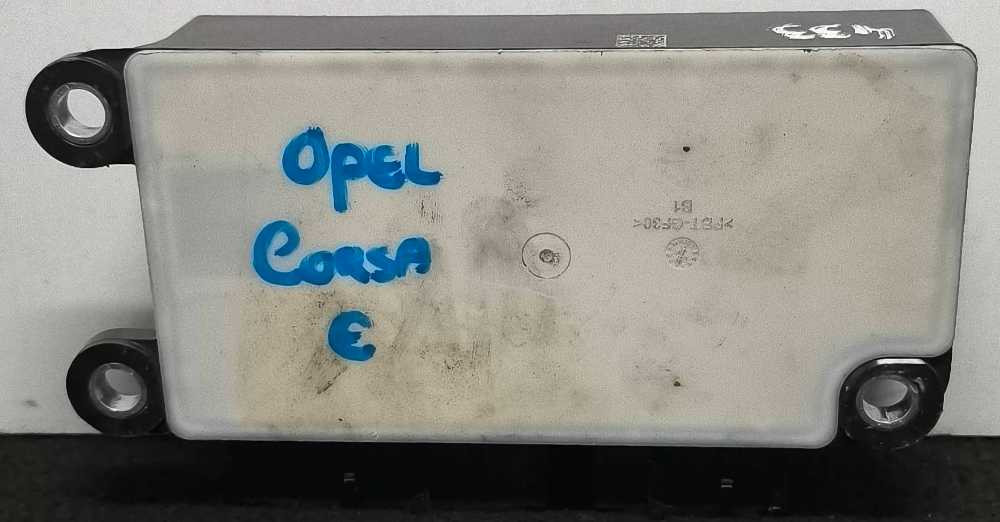 OPEL
CORSA
E
>PBT-GF30<
B1